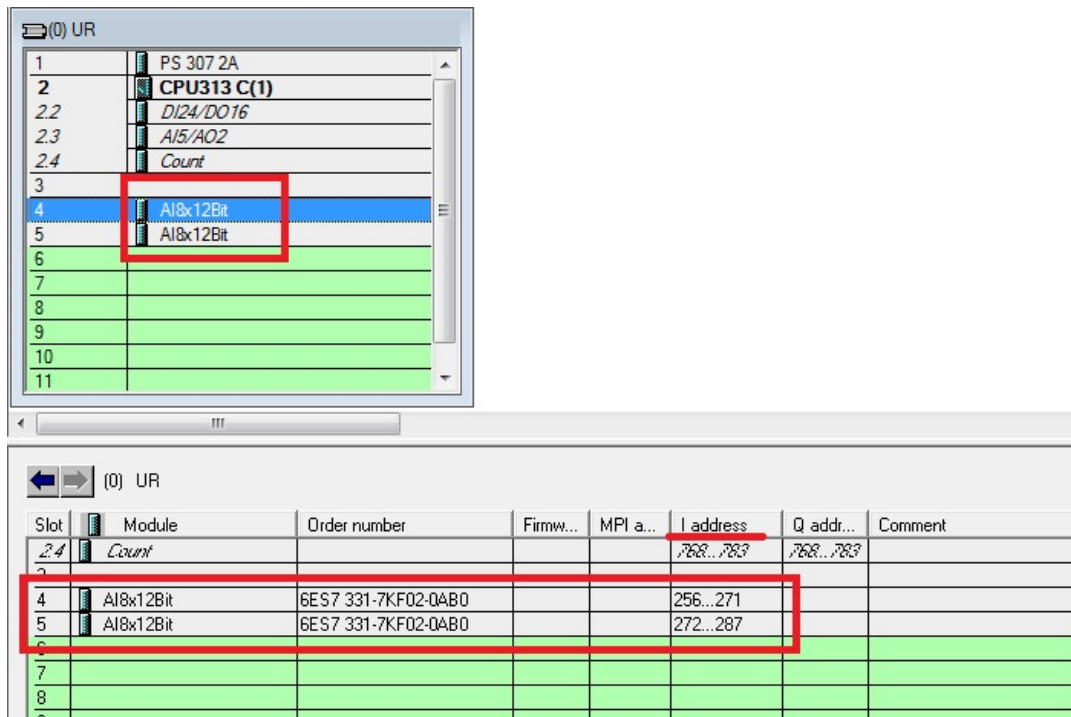 (0) UR
1 PS 307 2A
2 CPU313 C(1)
2.2 DI24/DO16
2.3 AI5/AO2
2.4 Count
3
4 AI8x12Bit
5 AI8x12Bit
6
7
8
9
10
11
(0) UR
Slot Module Order number Firmw... MPI a... I address Q addr... Comment
2.4 Count 768...783 768...783
4 AI8x12Bit 6ES7 331-7KF02-0AB0 256...271
5 AI8x12Bit 6ES7 331-7KF02-0AB0 272...287
7
8